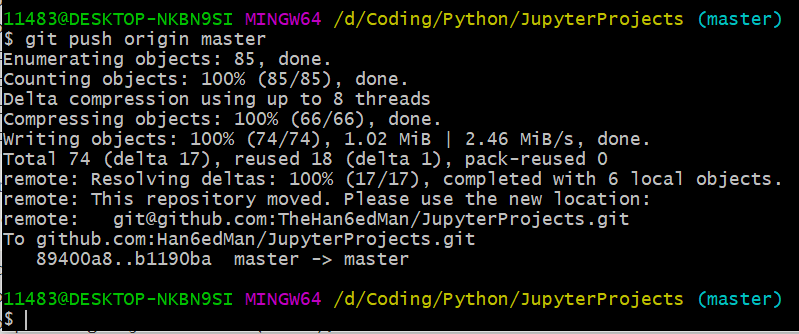 11483@DESKTOP-NKBN9SI MINGW64 /d/Coding/Python/JupyterProjects (master)
$ git push origin master
Enumerating objects: 85, done.
Counting objects: 100% (85/85), done.
Delta compression using up to 8 threads
Compressing objects: 100% (66/66), done.
Writing objects: 100% (74/74), 1.02 MiB | 2.46 MiB/s, done.
Total 74 (delta 17), reused 18 (delta 1), pack-reused 0
remote: Resolving deltas: 100% (17/17), completed with 6 local objects.
remote: This repository moved. Please use the new location:
remote:   git@github.com:TheHan6edMan/JupyterProjects.git
To github.com:Han6edMan/JupyterProjects.git
   89400a8..b1190ba  master -> master
11483@DESKTOP-NKBN9SI MINGW64 /d/Coding/Python/JupyterProjects (master)
$